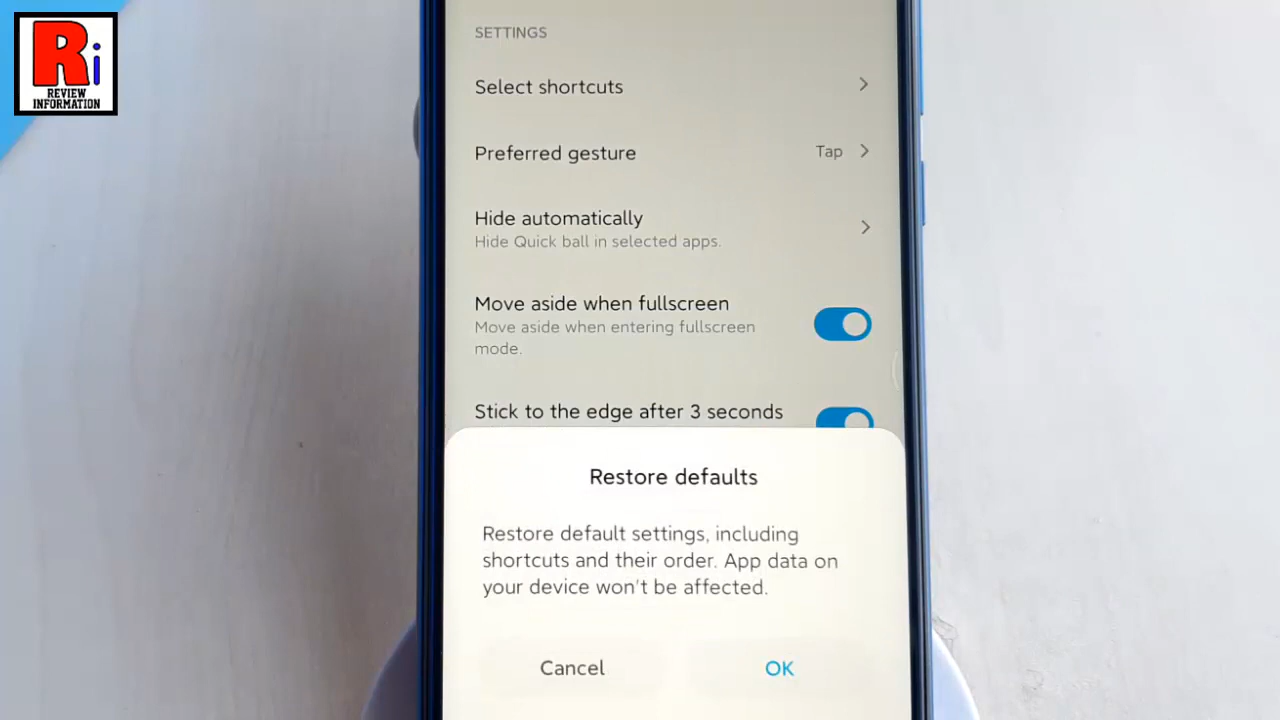 Ri
REVIEW
INFORMATION
SETTINGS
Select shortcuts
Preferred gesture Tap
Hide automatically
Hide Quick ball in selected apps.
Move aside when fullscreen
Move aside when entering fullscreen
mode.
Stick to the edge after 3 seconds
Restore defaults
Restore default settings, including
shortcuts and their order. App data on
your device won't be affected.
Cancel OK